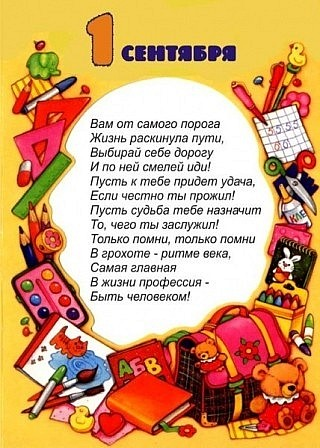 1 СЕНТЯБРЯ
Вам от самого порога
Жизнь раскинула пути,
Выбирай себе дорогу
И по ней смелей иди!
Пусть к тебе придет удача,
Если честно ты прожил!
Пусть судьба тебе назначит
То, чего ты заслужил!
Только помни, только помни
В грохоте - ритме века,
Самая главная
В жизни профессия -
Быть человеком!
АБВ